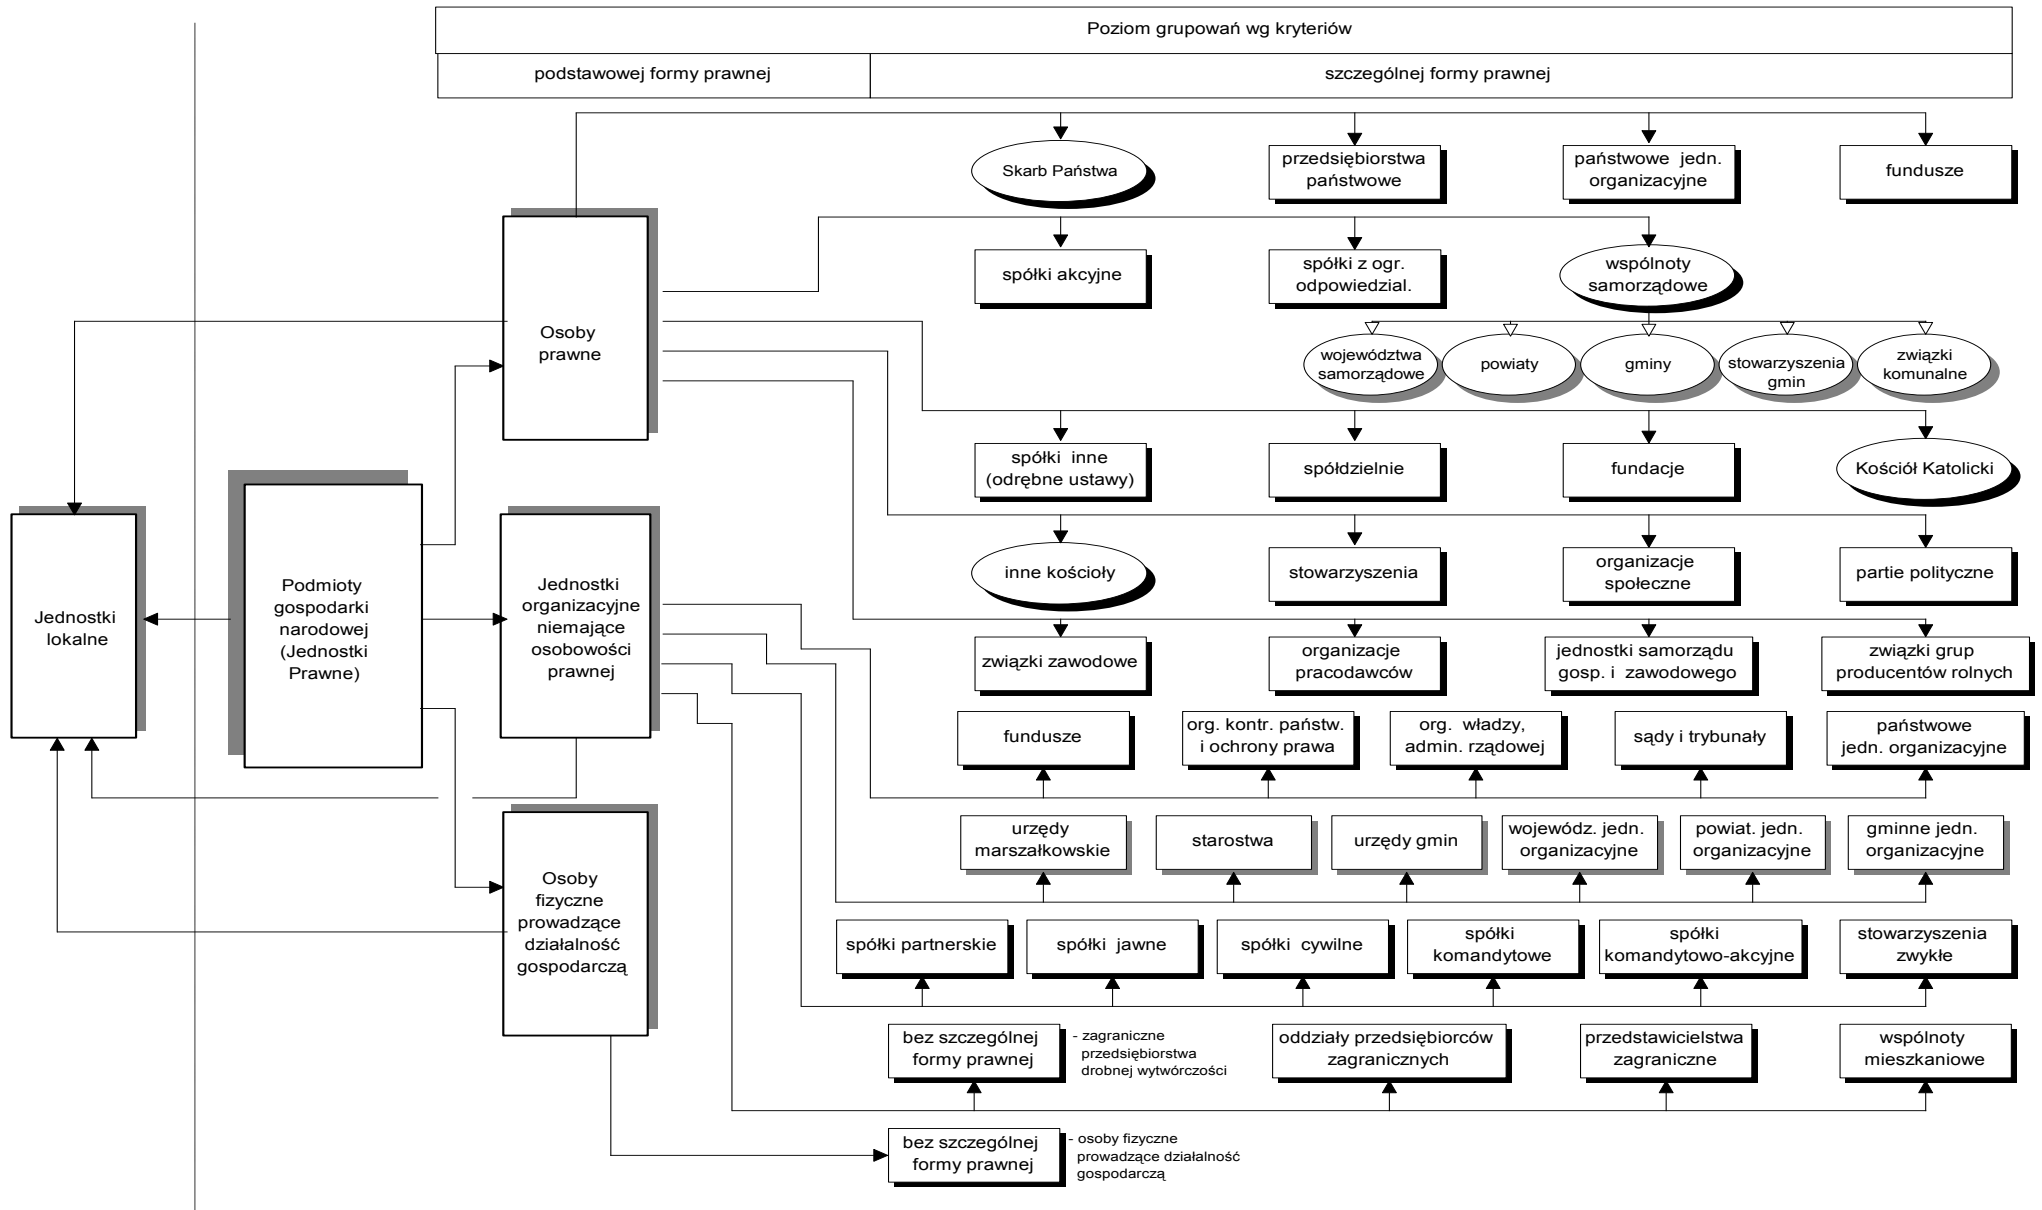 Poziom grupowań wg kryteriów
podstawowej formy prawnej
szczególnej formy prawnej
Skarb Państwa
przedsiębiorstwa
państwowe
państwowe jedn.
organizacyjne
fundusze
spółki akcyjne
spółki z ogr.
odpowiedzial.
wspólnoty
samorządowe
Osoby
prawne
województwa
samorządowe
powiaty
gminy
stowarzyszenia
gmin
związki
komunalne
spółki inne
(odrębne ustawy)
spółdzielnie
fundacje
Kościół Katolicki
inne kościoły
stowarzyszenia
organizacje
społeczne
partie polityczne
Jednostki
lokalne
Podmioty
gospodarki
narodowej
(Jednostki
Prawne)
Jednostki
organizacyjne
niemające
osobowości
prawnej
związki zawodowe
organizacje
pracodawców
jednostki samorządu
gosp. i zawodowego
związki grup
producentów rolnych
fundusze
org. kontr. państw.
i ochrony prawa
org. władzy,
admin. rządowej
sądy i trybunały
państwowe
jedn. organizacyjne
urzędy
marszałkowskie
starostwa
urzędy gmin
wojewódz. jedn.
organizacyjne
powiat. jedn.
organizacyjne
gminne jedn.
organizacyjne
Osoby
fizyczne
prowadzące
działalność
gospodarczą
spółki partnerskie
spółki jawne
spółki cywilne
spółki
komandytowe
spółki
komandytowo-akcyjne
stowarzyszenia
zwykłe
bez szczególnej
formy prawnej
- zagraniczne
przedsiębiorstwa
drobnej wytwórczości
oddziały przedsiębiorców
zagranicznych
przedstawicielstwa
zagraniczne
wspólnoty
mieszkaniowe
bez szczególnej
formy prawnej
- osoby fizyczne
prowadzące działalność
gospodarczą